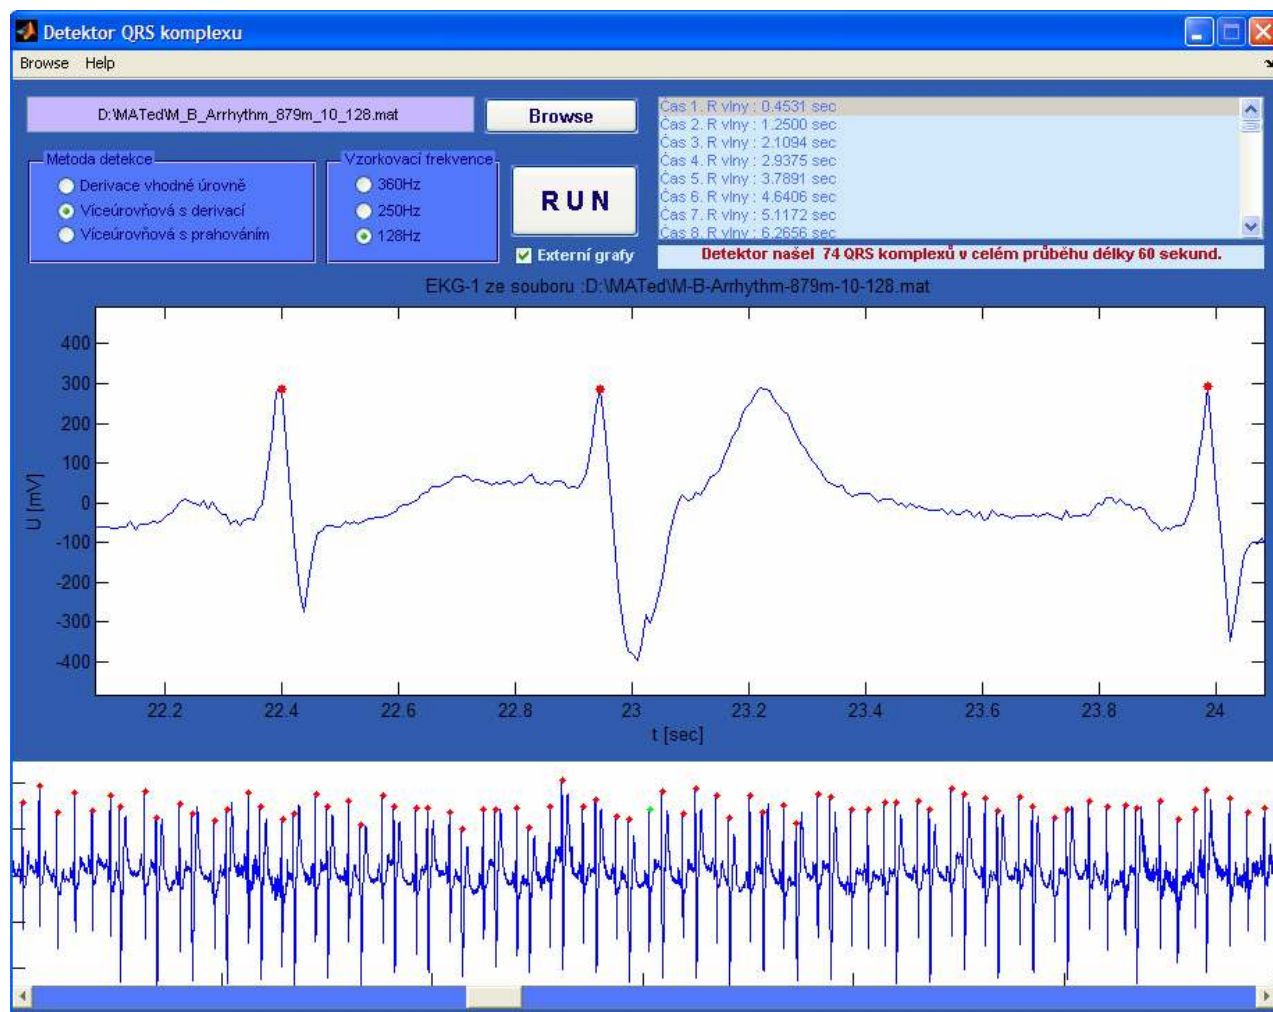 Detektor QRS komplexu
Browse Help
D:\MATed\M_B_Arrhythm_879m_10_128.mat
Browse
Čas 1. R vlny : 0.4531 sec
Čas 2. R vlny : 1.2500 sec
Čas 3. R vlny : 2.1094 sec
Čas 4. R vlny : 2.9375 sec
Čas 5. R vlny : 3.7891 sec
Čas 6. R vlny : 4.6406 sec
Čas 7. R vlny : 5.1172 sec
Čas 8. R vlny : 6.2656 sec
Metoda detekce
Derivace vhodné úrovně
Víceúrovňová s derivací
Víceúrovňová s prahováním
Vzorkovací frekvence
360Hz
250Hz
128Hz
R U N
Externí grafy
Detektor našel 74 QRS komplexů v celém průběhu délky 60 sekund.
EKG-1 ze souboru :D:\MATed\M-B-Arrhythm-879m-10-128.mat
400
300
200
100
0
-100
-200
-300
-400
U [mV]
22.2 22.4 22.6 22.8 23 23.2 23.4 23.6 23.8 24
t [sec]